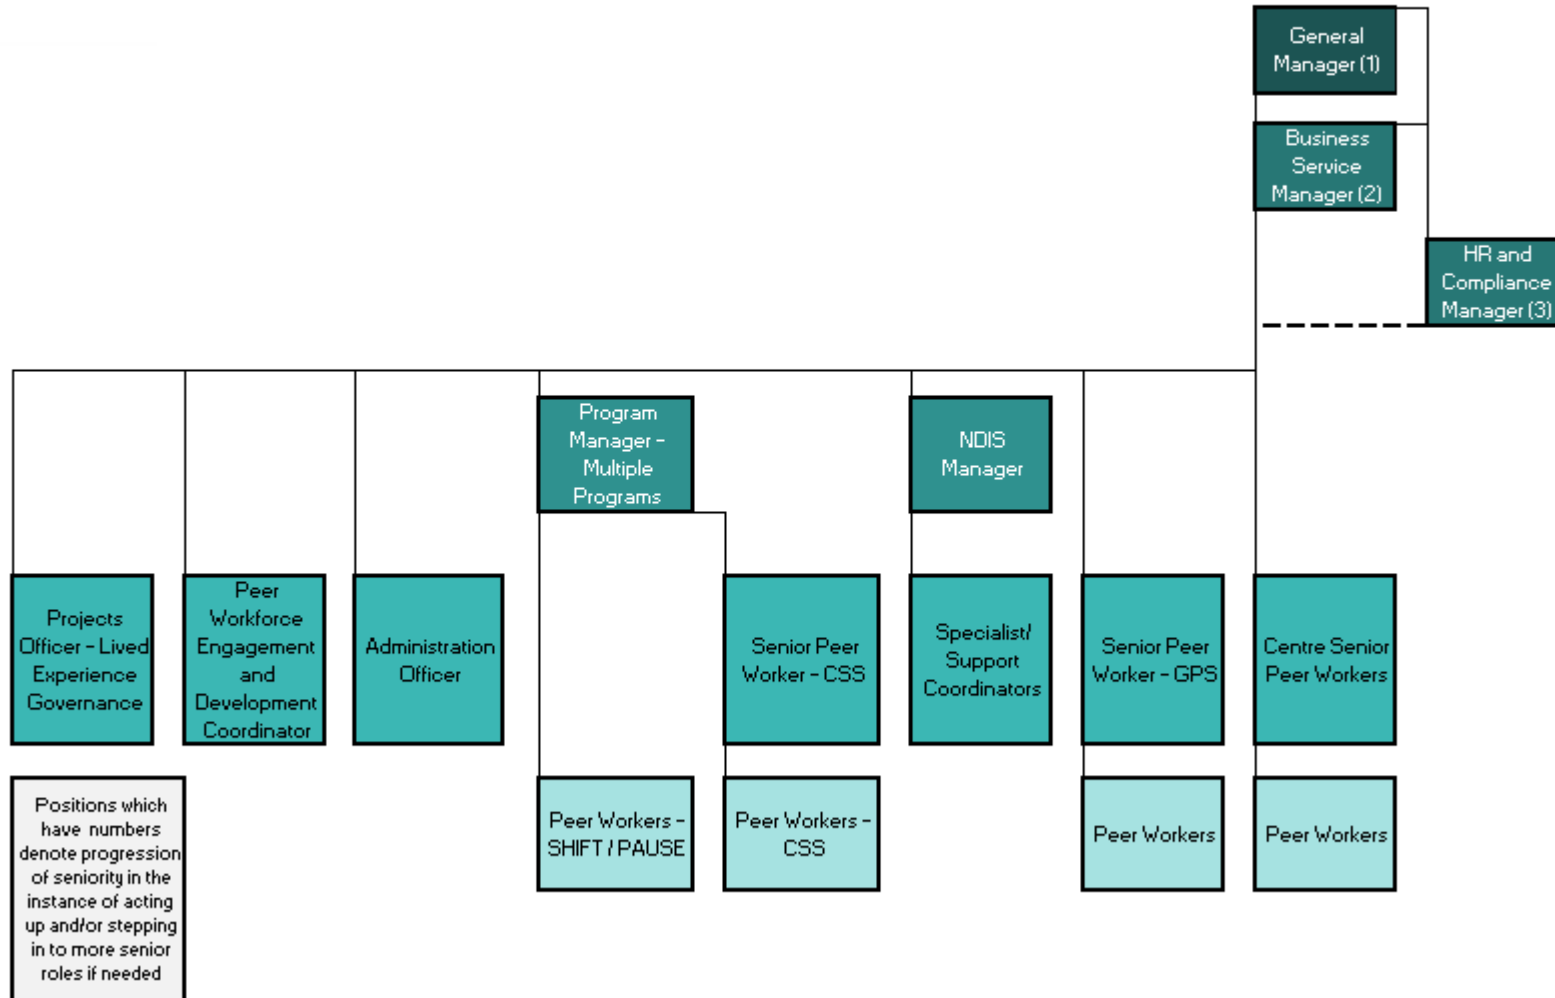 General
Manager (1)
Business
Service
Manager (2)
HR and
Compliance
Manager (3)
Program
Manager –
Multiple
Programs
NDIS
Manager
Projects
Officer – Lived
Experience
Governance
Peer
Workforce
Engagement
and
Development
Coordinator
Administration
Officer
Senior Peer
Worker – CSS
Specialist/
Support
Coordinators
Senior Peer
Worker – GPS
Centre Senior
Peer Workers
Positions which
have numbers
denote progression
of seniority in the
instance of acting
up and/or stepping
in to more senior
roles if needed
Peer Workers –
SHIFT / PAUSE
Peer Workers –
CSS
Peer Workers
Peer Workers